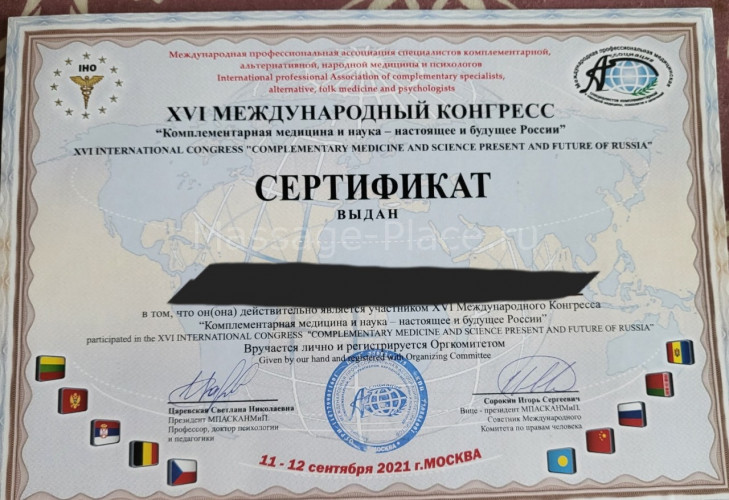 IHO
Международная профессиональная ассоциация специалистов комплементарной,
альтернативной, народной медицины и психологов
International professional Association of complementary specialists,
alternative, folk medicine and psychologists
XVI МЕЖДУНАРОДНЫЙ КОНГРЕСС
“Комплементарная медицина и наука – настоящее и будущее России”
XVI INTERNATIONAL CONGRESS "COMPLEMENTARY MEDICINE AND SCIENCE PRESENT AND FUTURE OF RUSSIA”
СЕРТИФИКАТ
ВЫДАН
Massage-Place.ru
в том, что он(она) действительно является участником XVI Международного Конгресса
“Комплементарная медицина и наука – настоящее и будущее России”
participated in the XVI INTERNATIONAL CONGRESS "COMPLEMENTARY MEDICINE AND SCIENCE PRESENT AND FUTURE OF RUSSIA”
Вручается лично и регистрируется Оргкомитетом
Given by our hand and registered with Organizing Committee
Царевская Светлана Николаевна
Президент МПАСКАНМиП.
Профессор, доктор психологии
и педагогики
Сорокин Игорь Сергеевич
Вице - президент МПАСКАНМиП.
Советник Международного
Комитета по правам человека
11 - 12 сентября 2021 г.МОСКВА